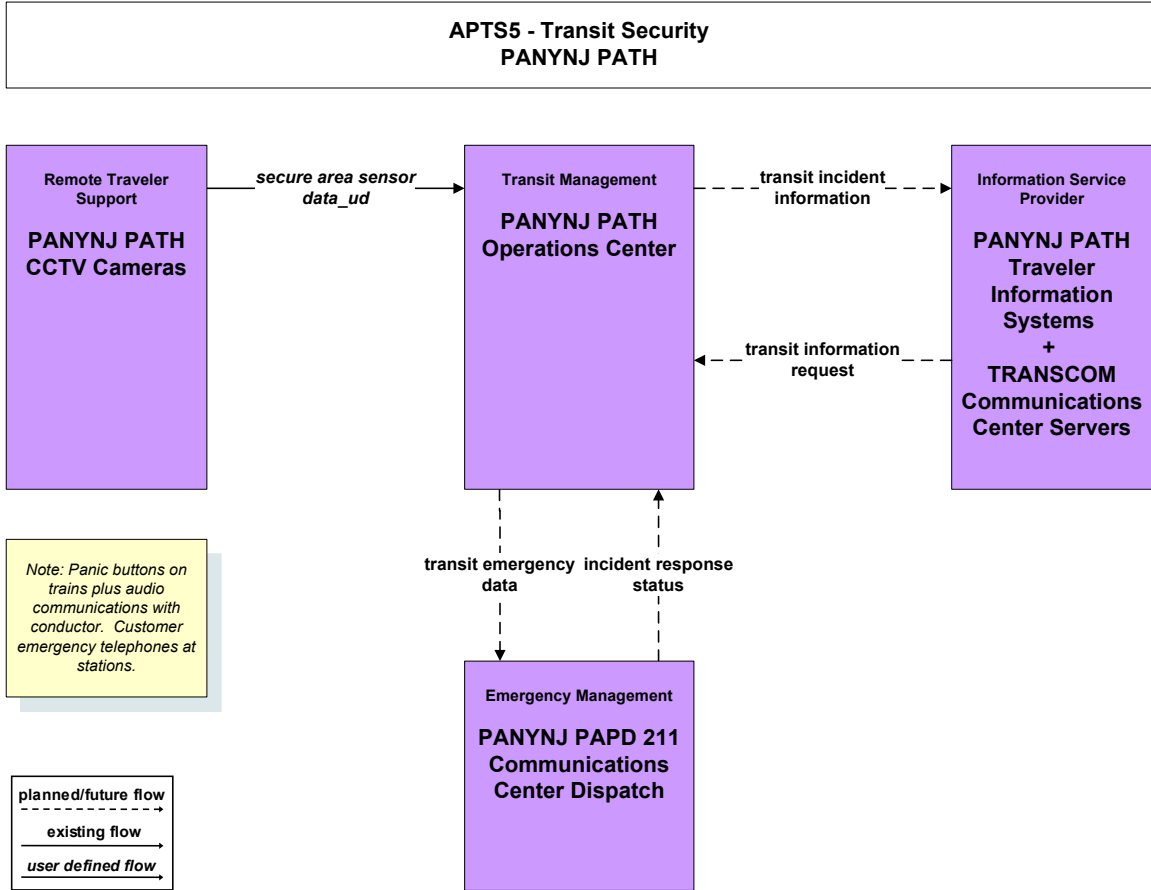 APTS5 - Transit Security
PANYNJ PATH
Remote Traveler
Support
PANYNJ PATH
CCTV Cameras
secure area sensor
data_ud
Transit Management
PANYNJ PATH
Operations Center
transit incident
information
transit information
request
Information Service
Provider
PANYNJ PATH
Traveler
Information
Systems
+
TRANSCOM
Communications
Center Servers
Note: Panic buttons on
trains plus audio
communications with
conductor.  Customer
emergency telephones at
stations.
transit emergency
data
incident response
status
Emergency Management
PANYNJ PAPD 211
Communications
Center Dispatch
planned/future flow
existing flow
user defined flow